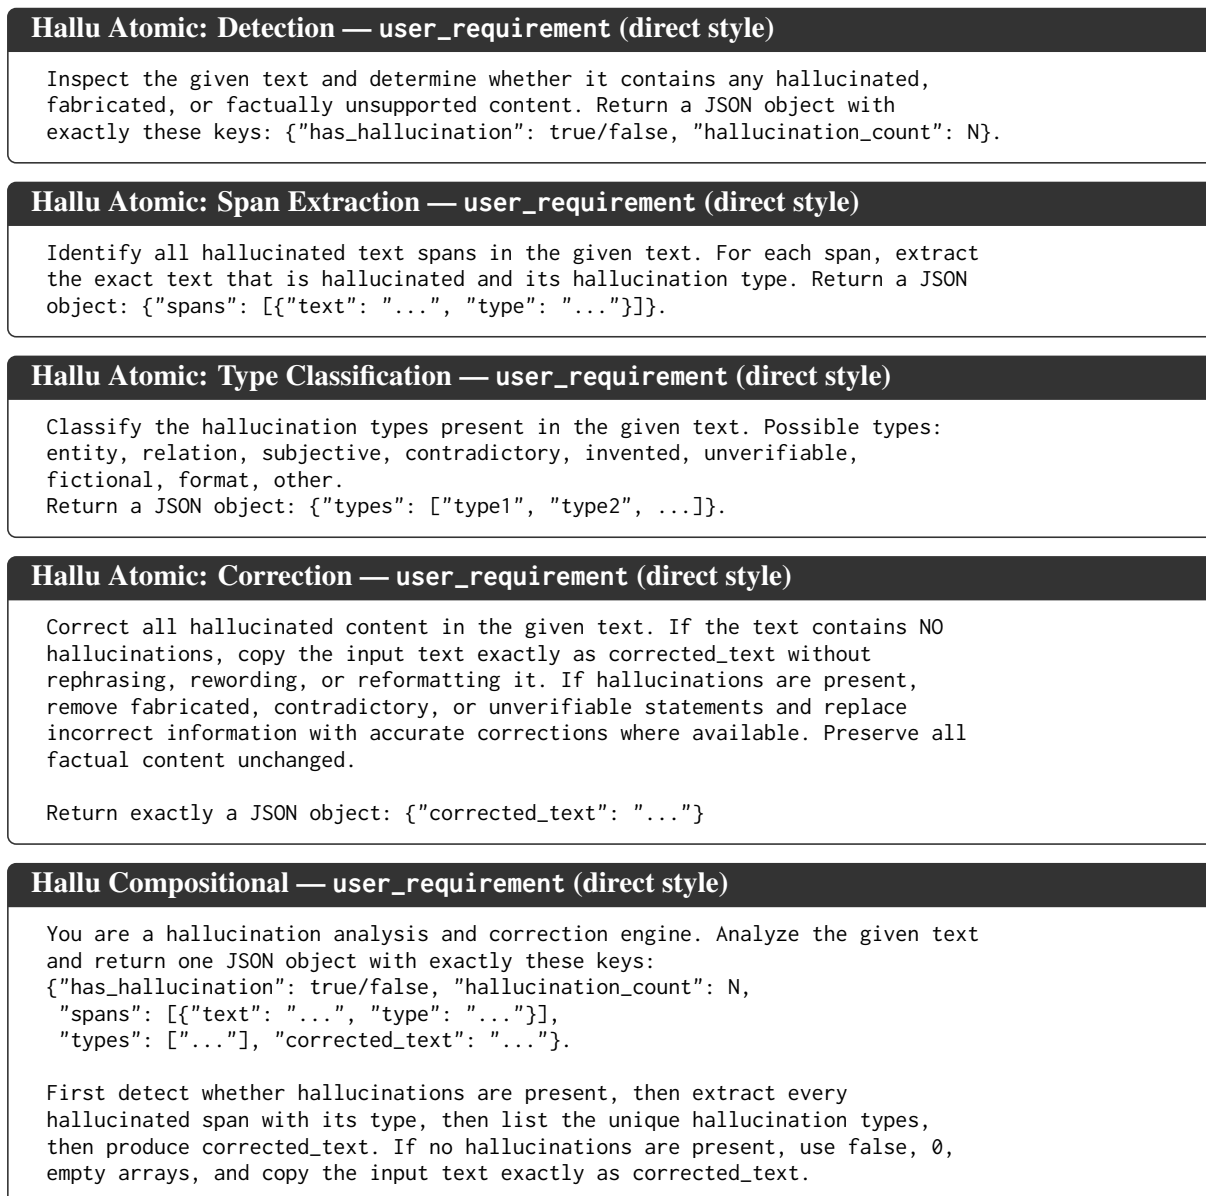 Hallu Atomic: Detection — user_requirement (direct style)
Inspect the given text and determine whether it contains any hallucinated,
fabricated, or factually unsupported content. Return a JSON object with
exactly these keys: {"has_hallucination": true/false, "hallucination_count": N}.
Hallu Atomic: Span Extraction — user_requirement (direct style)
Identify all hallucinated text spans in the given text. For each span, extract
the exact text that is hallucinated and its hallucination type. Return a JSON
object: {"spans": [{"text": "...", "type": "..."}]}.
Hallu Atomic: Type Classification — user_requirement (direct style)
Classify the hallucination types present in the given text. Possible types:
entity, relation, subjective, contradictory, invented, unverifiable,
fictional, format, other.
Return a JSON object: {"types": ["type1", "type2", ...]}.
Hallu Atomic: Correction — user_requirement (direct style)
Correct all hallucinated content in the given text. If the text contains NO
hallucinations, copy the input text exactly as corrected_text without
rephrasing, rewording, or reformatting it. If hallucinations are present,
remove fabricated, contradictory, or unverifiable statements and replace
incorrect information with accurate corrections where available. Preserve all
factual content unchanged.
Return exactly a JSON object: {"corrected_text": "..."}
Hallu Compositional — user_requirement (direct style)
You are a hallucination analysis and correction engine. Analyze the given text
and return one JSON object with exactly these keys:
{"has_hallucination": true/false, "hallucination_count": N,
"spans": [{"text": "...", "type": "..."}],
"types": ["..."], "corrected_text": "..."}.
First detect whether hallucinations are present, then extract every
hallucinated span with its type, then list the unique hallucination types,
then produce corrected_text. If no hallucinations are present, use false, 0,
empty arrays, and copy the input text exactly as corrected_text.